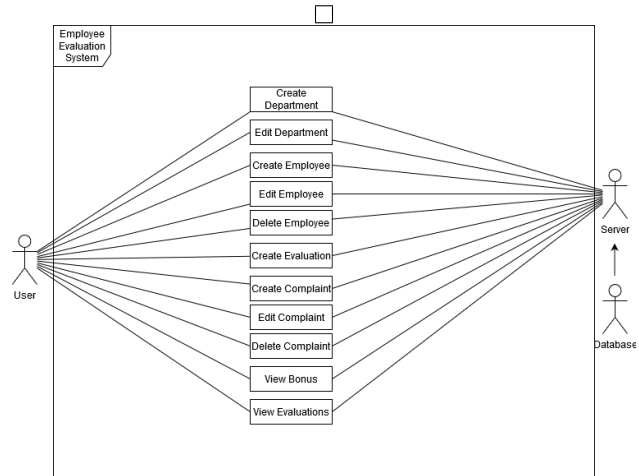 Employee
Evaluation
System
Create
Department
Edit Department
Create Employee
Edit Employee
Delete Employee
Create Evaluation
Create Complaint
Edit Complaint
Delete Complaint
View Bonus
View Evaluations
User
Server
Database